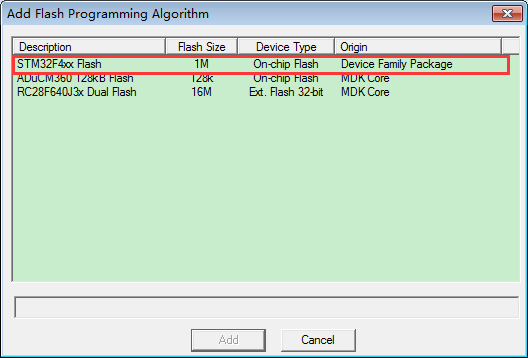 Add Flash Programming Algorithm
Description Flash Size Device Type Origin
STM32F4xx Flash 1M On-chip Flash Device Family Package
ADuCM360 128kB Flash 128k On-chip Flash MDK Core
RC28F640J3x Dual Flash 16M Ext. Flash 32-bit MDK Core
Add Cancel